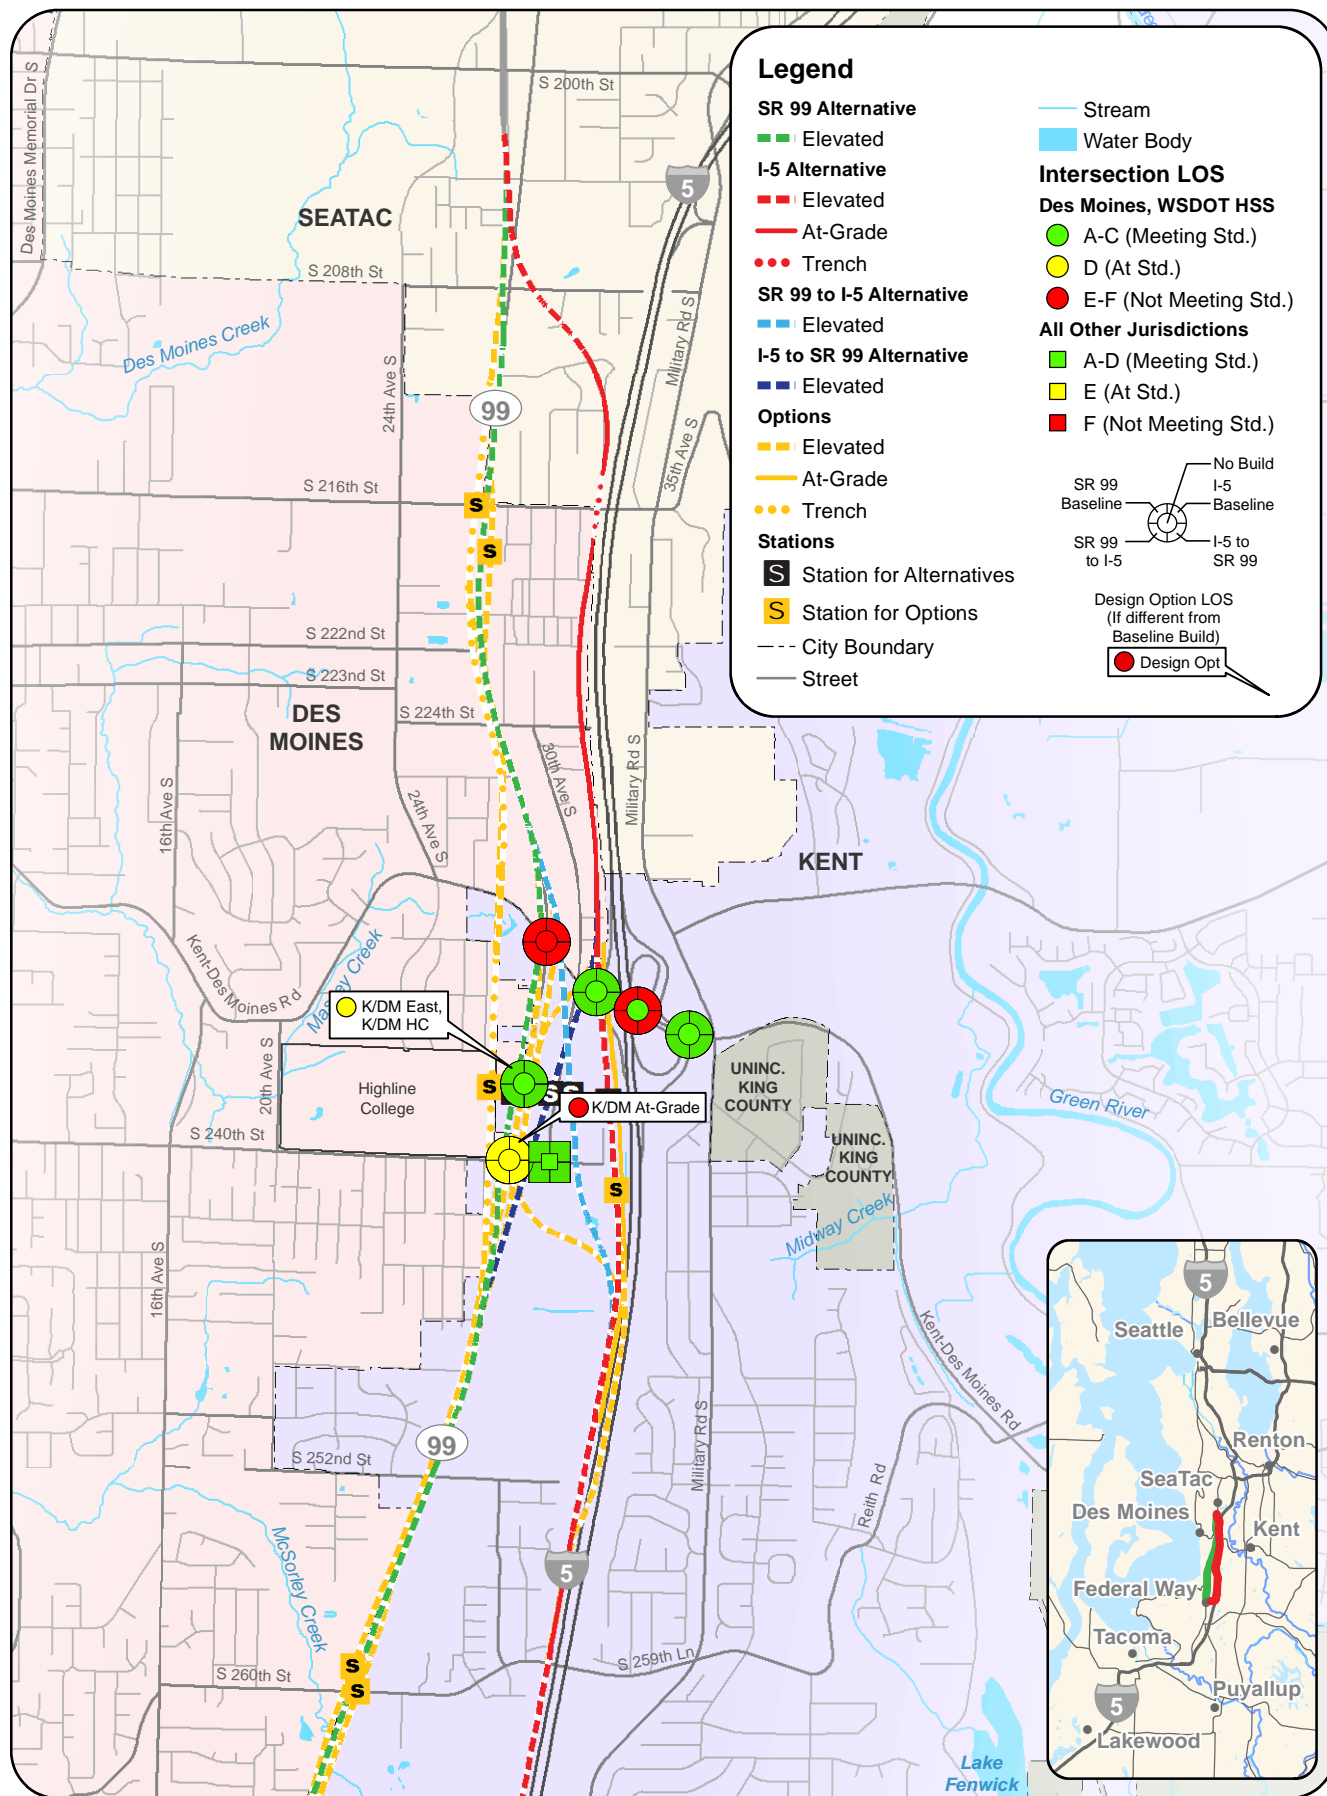 Legend
SR 99 Alternative
Elevated
I-5 Alternative
Elevated
At-Grade
Trench
SR 99 to I-5 Alternative
Elevated
I-5 to SR 99 Alternative
Elevated
Options
Elevated
At-Grade
Trench
Stations
S Station for Alternatives
S Station for Options
City Boundary
Street
Stream
Water Body
Intersection LOS
Des Moines, WSDOT HSS
A-C (Meeting Std.)
D (At Std.)
E-F (Not Meeting Std.)
All Other Jurisdictions
A-D (Meeting Std.)
E (At Std.)
F (Not Meeting Std.)
No Build
SR 99
Baseline
I-5
Baseline
SR 99
to I-5
I-5 to
SR 99
Design Option LOS
(If different from
Baseline Build)
Design Opt
Des Moines Memorial Dr S
S 200th St
5
SEATAC
S 208th St
Des Moines Creek
24th Ave S
Military Rd S
99
35th Ave S
S 216th St
S
S
S 222nd St
S 223nd St
DES
MOINES
S 224th St
30th Ave S
Military Rd S
16th Ave S
24th Ave S
KENT
Kent-Des Moines Rd
Massey Creek
K/DM East,
K/DM HC
20th Ave S
Highline
College
S
S
S
K/DM At-Grade
UNINC.
KING
COUNTY
UNINC.
KING
COUNTY
Green River
S 240th St
S
Midway Creek
16th Ave S
Kent-Des Moines Rd
99
S 252nd St
Military Rd S
Reith Rd
5
McSorley Creek
S 259th Ln
S
S 260th St
S
Lake
Fenwick
5
Seattle
Bellevue
Renton
SeaTac
Des Moines
Kent
Federal Way
Tacoma
5
Puyallup
Lakewood